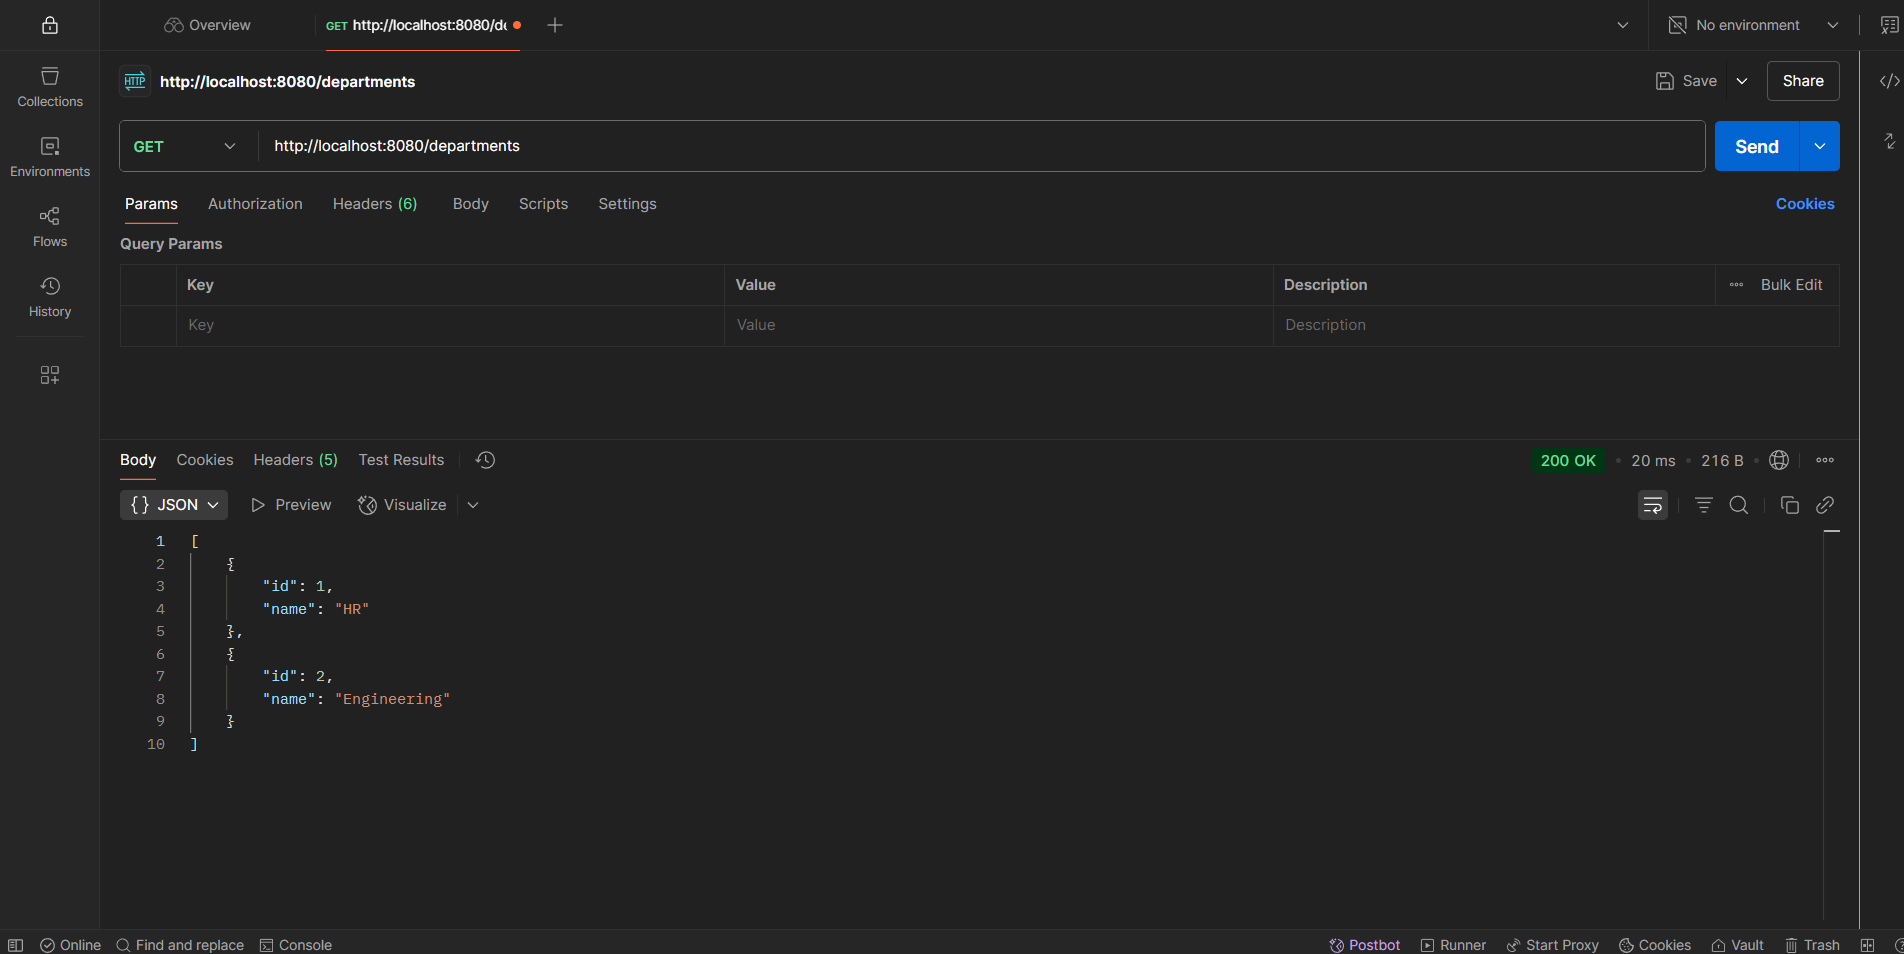 Overview
GET http://localhost:8080/de
No environment
Collections
Environments
Flows
History
HTTP http://localhost:8080/departments
Save
Share
GET http://localhost:8080/departments
Send
Params Authorization Headers (6) Body Scripts Settings
Cookies
Query Params
Key Value Description Bulk Edit
Key Value Description
Body Cookies Headers (5) Test Results
200 OK • 20 ms • 216 B •
{} JSON Preview Visualize
1 [
2 {
3 "id": 1,
4 "name": "HR"
5 },
6 {
7 "id": 2,
8 "name": "Engineering"
9 }
10 ]
Online Find and replace Console
Postbot Runner Start Proxy Cookies Vault Trash